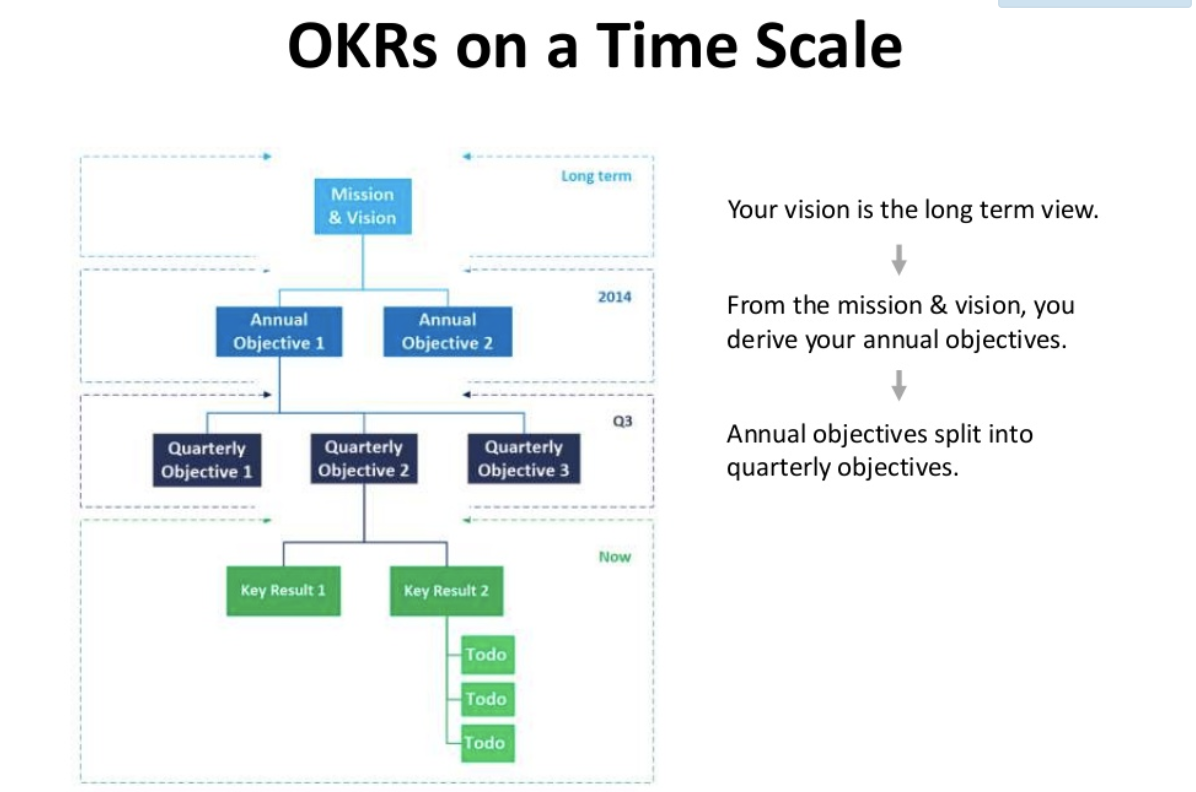 OKRs on a Time Scale
Long term
Mission
& Vision
2014
Annual
Objective 1
Annual
Objective 2
Q3
Quarterly
Objective 1
Quarterly
Objective 2
Quarterly
Objective 3
Now
Key Result 1
Key Result 2
Todo
Todo
Todo
Your vision is the long term view.
From the mission & vision, you
derive your annual objectives.
Annual objectives split into
quarterly objectives.